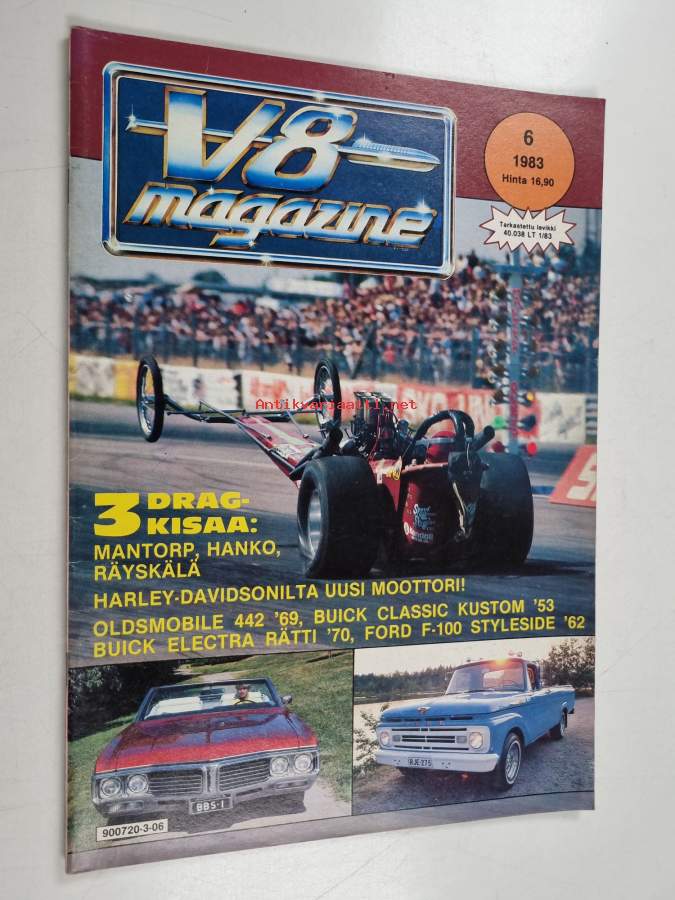 V8
magazine
6
1983
Hinta 16,90
Tarkastettu levikki
40.038 LT 1/83
Antikvariaatti.net
3 DRAG-
KISAA:
MANTORP, HANKO,
RÄYSKÄLÄ
HARLEY-DAVIDSONILTA UUSI MOOTTORI!
OLDSMOBILE 442 '69, BUICK CLASSIC KUSTOM '53
BUICK ELECTRA RÄTTI '70, FORD F-100 STYLESIDE '62
BBS-1
BJE-275
900720-3-06